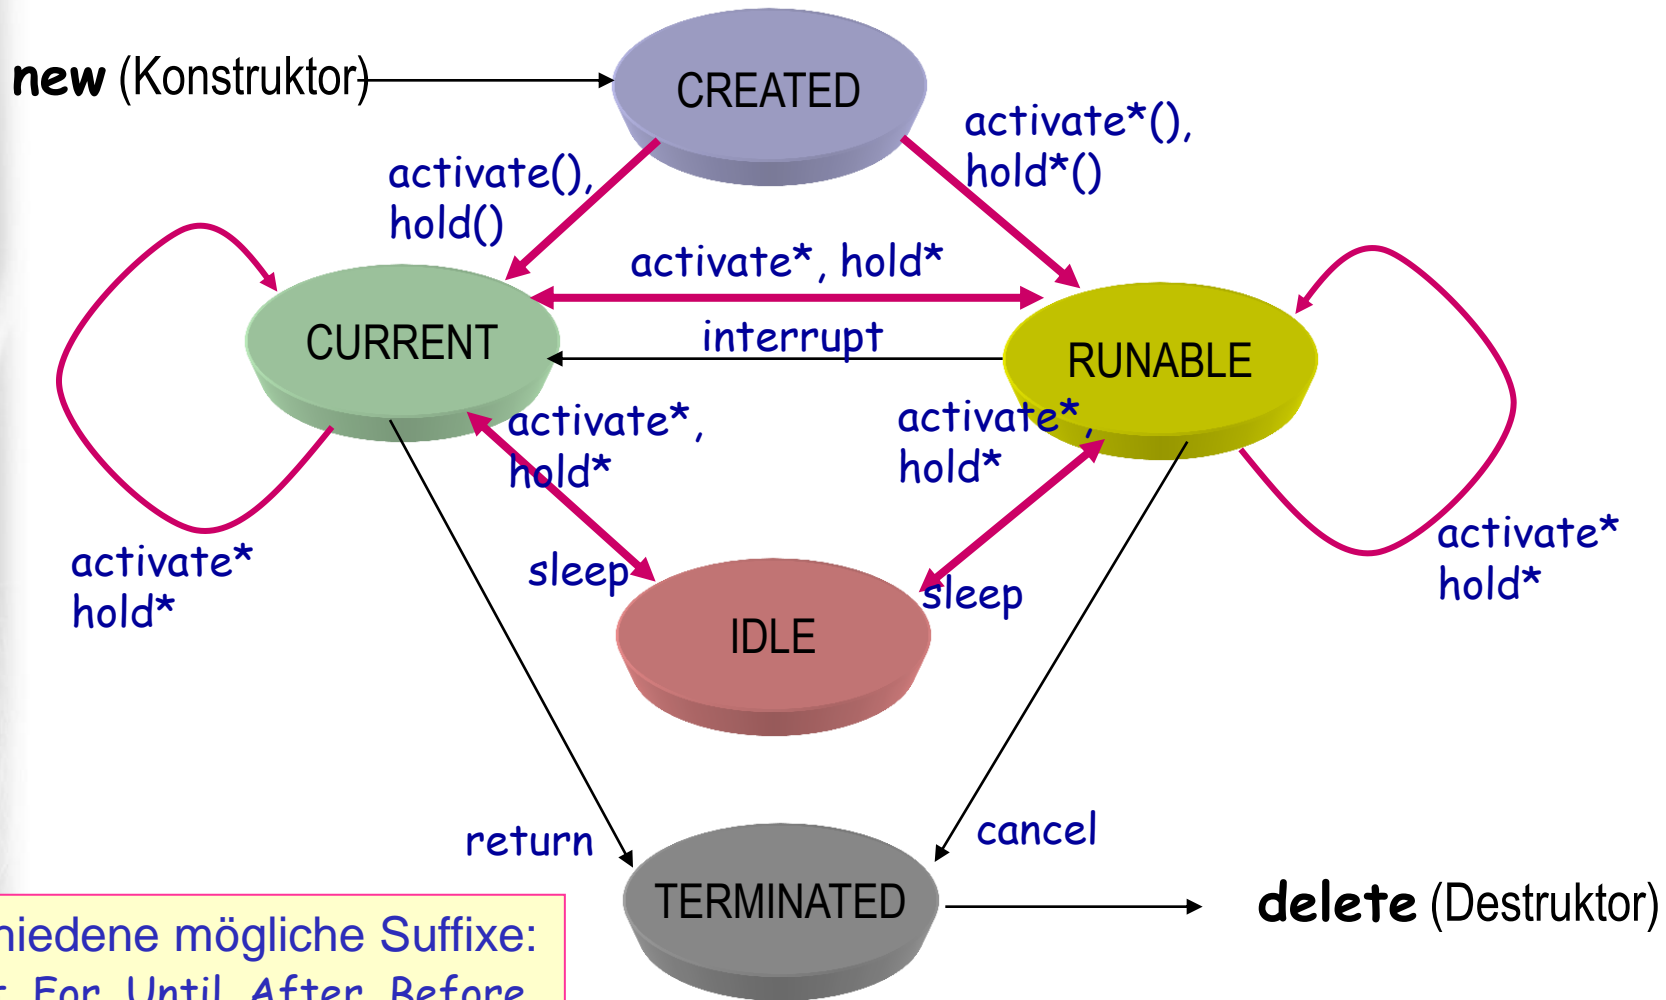 new (Konstruktor)
CREATED
activate*(),
hold*()
activate(),
hold()
activate*, hold*
CURRENT
interrupt
RUNABLE
activate*,
hold*
activate*,
hold*
activate*
hold*
sleep
sleep
activate*
hold*
IDLE
return
cancel
TERMINATED
delete (Destruktor)
mögliche Suffixe:
For Until After Before